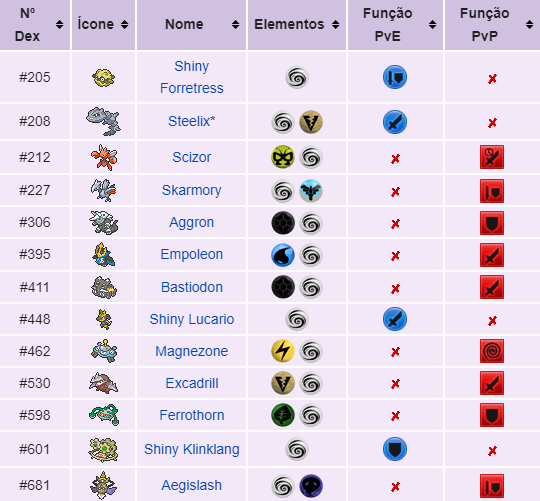 Nº Dex Ícone Nome Elementos Função PvE Função PvP
#205 Shiny Forretress
#208 Steelix*
#212 Scizor
#227 Skarmory
#306 Aggron
#395 Empoleon
#411 Bastiodon
#448 Shiny Lucario
#462 Magnezone
#530 Excadrill
#598 Ferrothorn
#601 Shiny Klinklang
#681 Aegislash